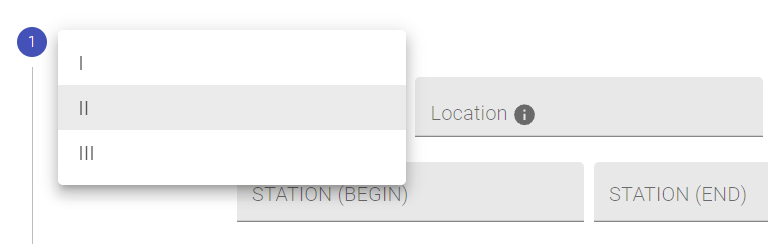 1
I
II
III
Location
STATION (BEGIN)
STATION (END)